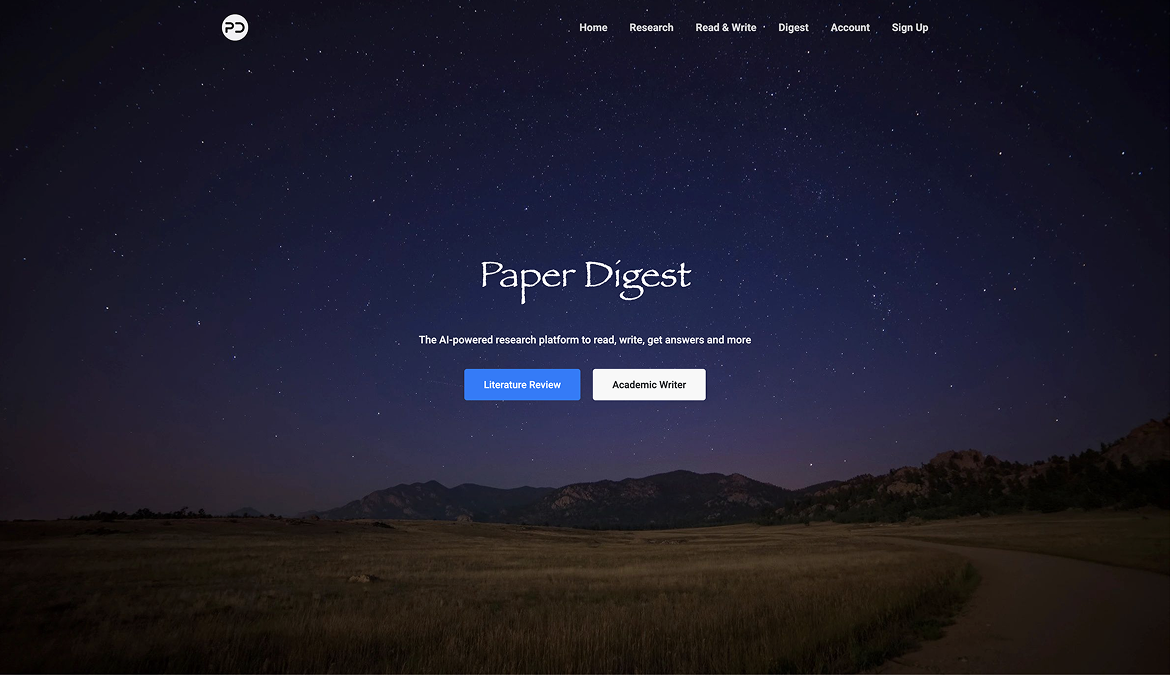 PD
Home Research Read & Write Digest Account Sign Up
Paper Digest
The AI-powered research platform to read, write, get answers and more
Literature Review Academic Writer